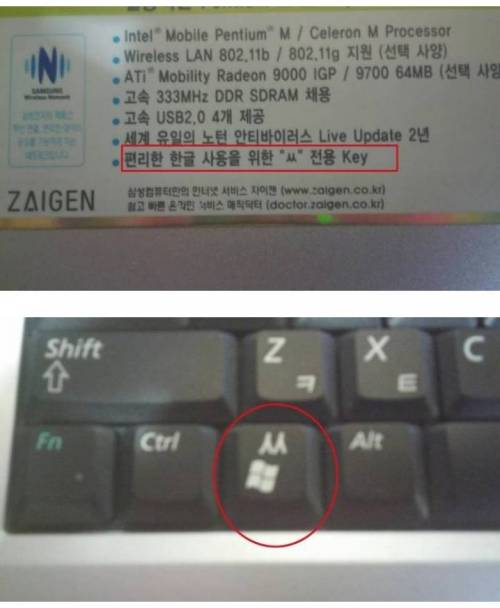 Intel® Mobile Pentium® M / Celeron M Processor
Wireless LAN 802.11b / 802.11g 지원 (선택 사양)
ATi® Mobility Radeon 9000 IGP / 9700 64MB (선택 사양
고속 333MHz DDR SDRAM 채용
고속 USB2.0 4개 제공
세계 유일의 노턴 안티바이러스 Live Update 2년
편리한 한글 사용을 위한 "ㅆ" 전용 Key
SAMSUNG
Wireless Network
ZAIGEN
삼성컴퓨터만의 인터넷 서비스 자이젠 (www.zaigen.co.kr)
쉽고 빠른 온라인 서비스 매직닥터 (doctor.zaigen.co.kr)
Shift
Z
ㅋ
X
ㅌ
C
Fn
Ctrl
ㅆ
Alt